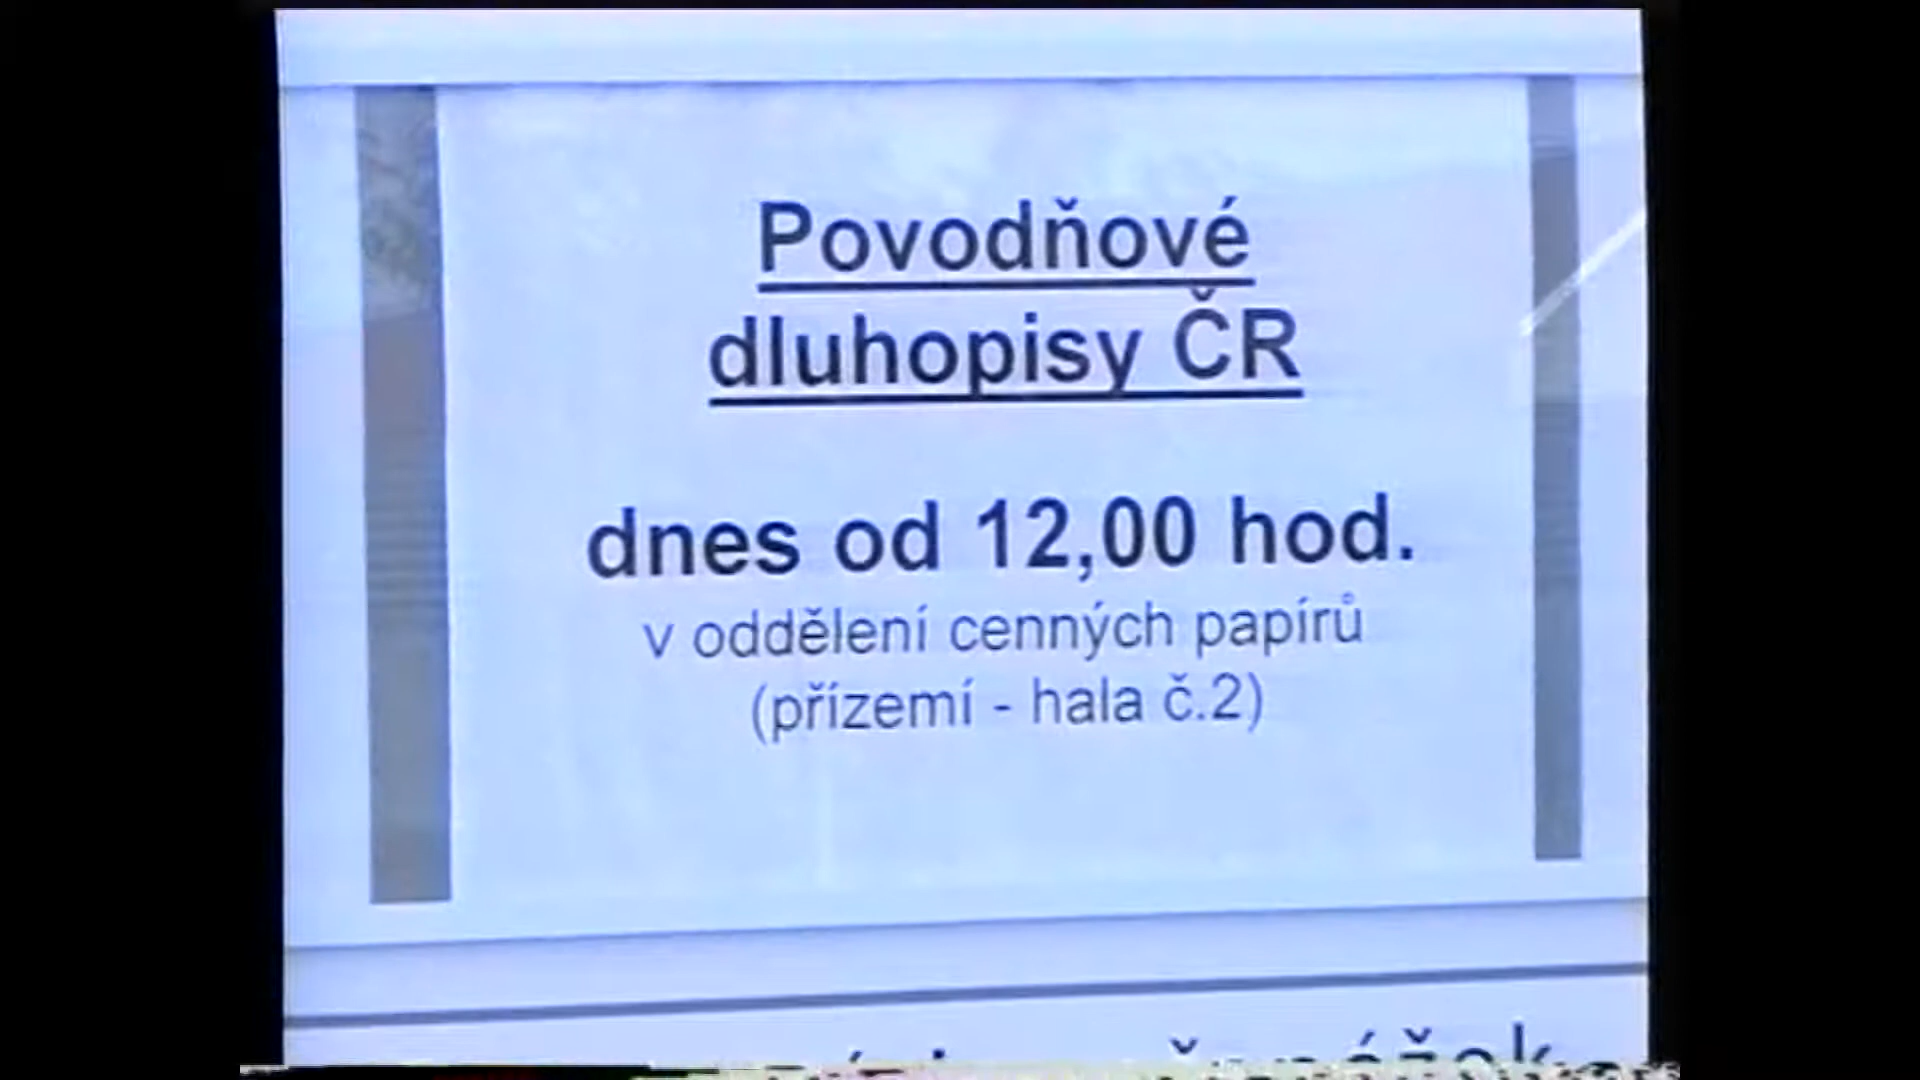 Povodňové
dluhopisy ČR
dnes od 12,00 hod.
v oddělení cenných papírů
(přízemí - hala č.2)